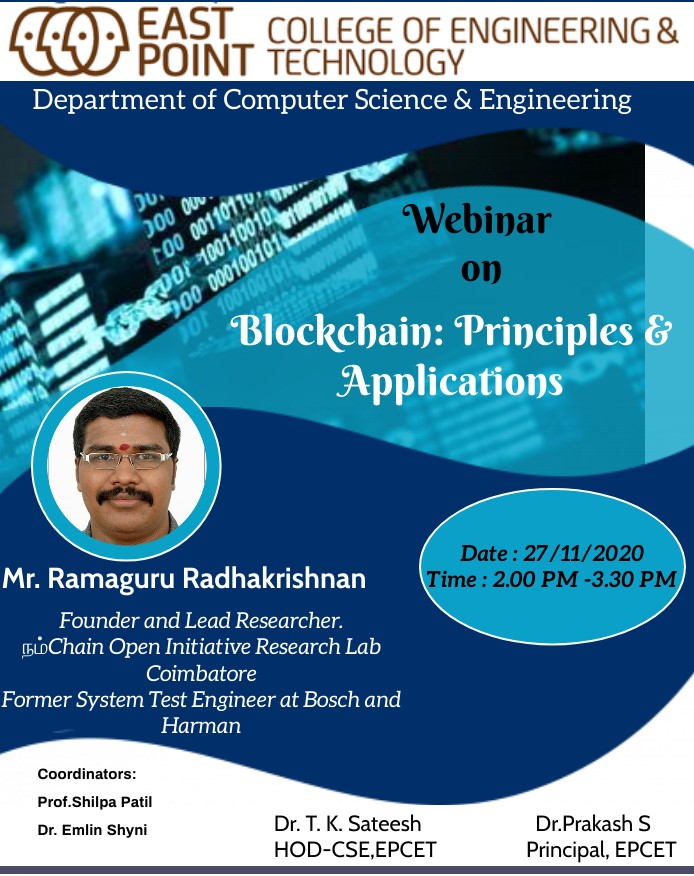 EAST POINT
COLLEGE OF ENGINEERING &
TECHNOLOGY
Department of Computer Science & Engineering
Webinar
on
Blockchain: Principles &
Applications
Mr. Ramaguru Radhakrishnan
Founder and Lead Researcher.
நம்Chain Open Initiative Research Lab
Coimbatore
Former System Test Engineer at Bosch and
Harman
Date : 27/11/2020
Time : 2.00 PM -3.30 PM
Coordinators:
Prof.Shilpa Patil
Dr. Emlin Shyni
Dr. T. K. Sateesh
HOD-CSE,EPCET
Dr.Prakash S
Principal, EPCET